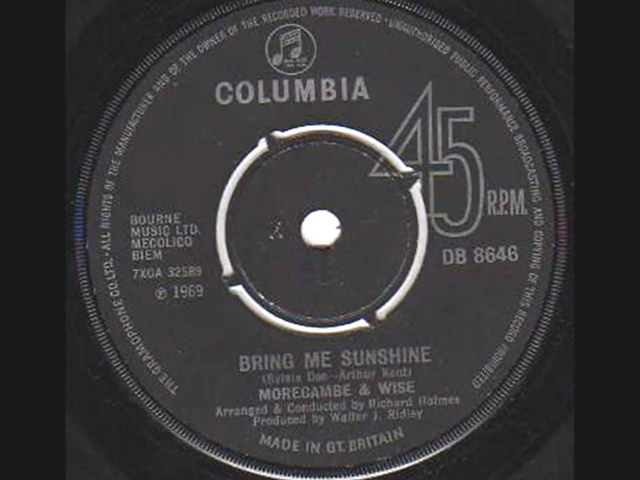 THE GRAMOPHONE CO. LTD. · ALL RIGHTS OF THE MANUFACTURER AND OF THE OWNER OF THE RECORDED WORK RESERVED · UNAUTHORISED PUBLIC PERFORMANCE BROADCASTING AND COPYING OF THIS RECORD PROHIBITED
COLUMBIA
45
R.P.M.
BOURNE
MUSIC LTD.
MECOLICO
BIEM
7XCA 32589
℗ 1969
DB 8646
BRING ME SUNSHINE
(Sylvia Dee—Arthur Kent)
MORECAMBE & WISE
Arranged & Conducted by Richard Holmes
Produced by Walter J. Ridley
MADE IN GT. BRITAIN